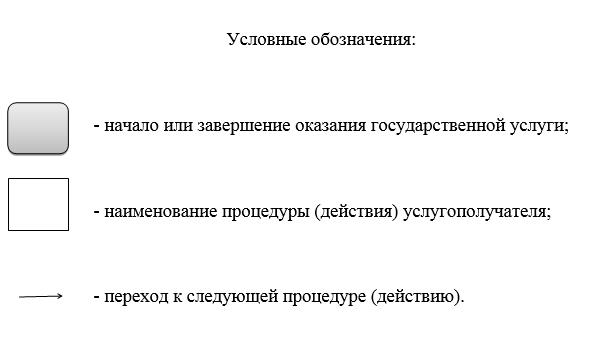 Условные обозначения:
- начало или завершение оказания государственной услуги;
- наименование процедуры (действия) услугополучателя;
- переход к следующей процедуре (действию).